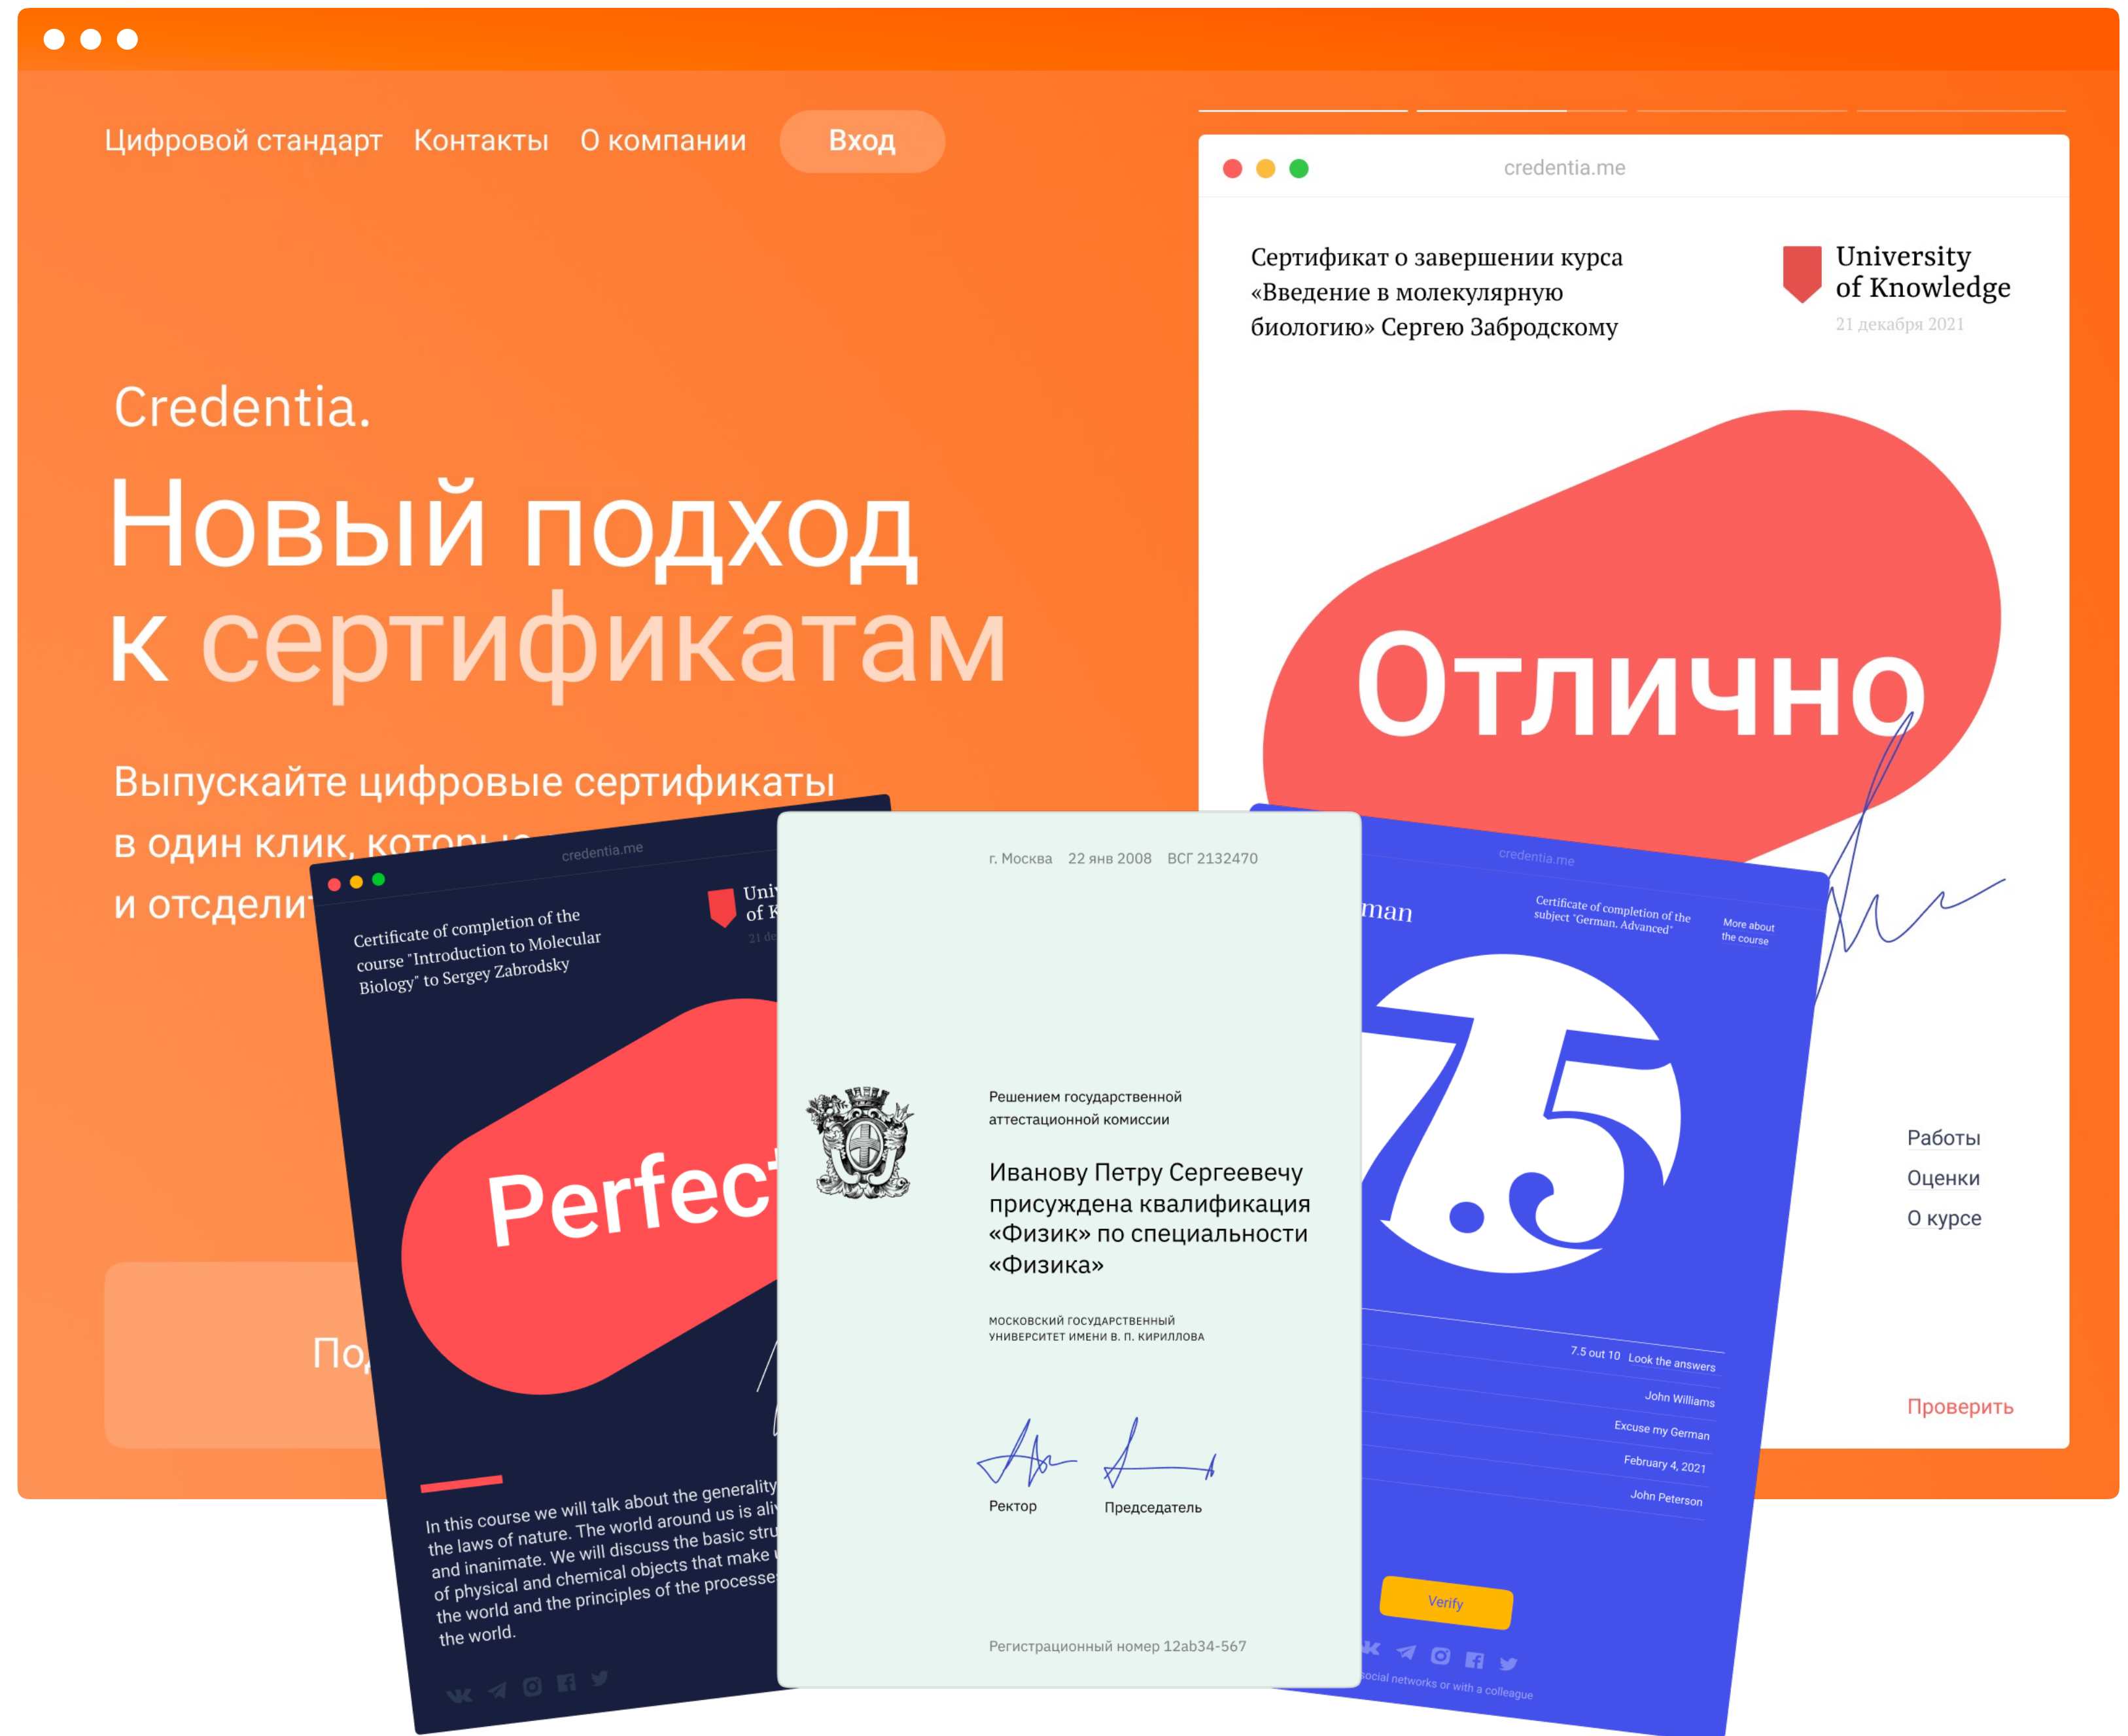 Цифровой стандарт Контакты О компании Вход
Credentia.
Новый подход
к сертификатам
Выпускайте цифровые сертификаты
в один клик,
и
credentia.me
Сертификат о завершении курса
«Введение в молекулярную
биологию» Сергею Забродскому
University
of Knowledge
21 декабря 2021
Отлично
Работы
Оценки
О курсе
Проверить
credentia.me
Certificate of completion of the
course "Introduction to Molecular
Biology" to Sergey Zabrodsky
of
Perfect
In this course we will talk about the generality
the laws of nature. The world around us is
and inanimate. We will discuss the basic
of physical and chemical objects that make
the world and the principles of the
the world.
г. Москва 22 янв 2008 ВСГ 2132470
Решением государственной
аттестационной комиссии
Иванову Петру Сергеевечу
присуждена квалификация
«Физик» по специальности
«Физика»
МОСКОВСКИЙ ГОСУДАРСТВЕННЫЙ
УНИВЕРСИТЕТ ИМЕНИ В. П. КИРИЛЛОВА
Ректор Председатель
Регистрационный номер 12ab34-567
credentia.me
man
Certificate of completion of the
subject "German. Advanced"
More about
the course
7.5
7.5 out 10 Look the answers
John Williams
Excuse my German
February 4, 2021
John Peterson
Verify
social networks or with a colleague